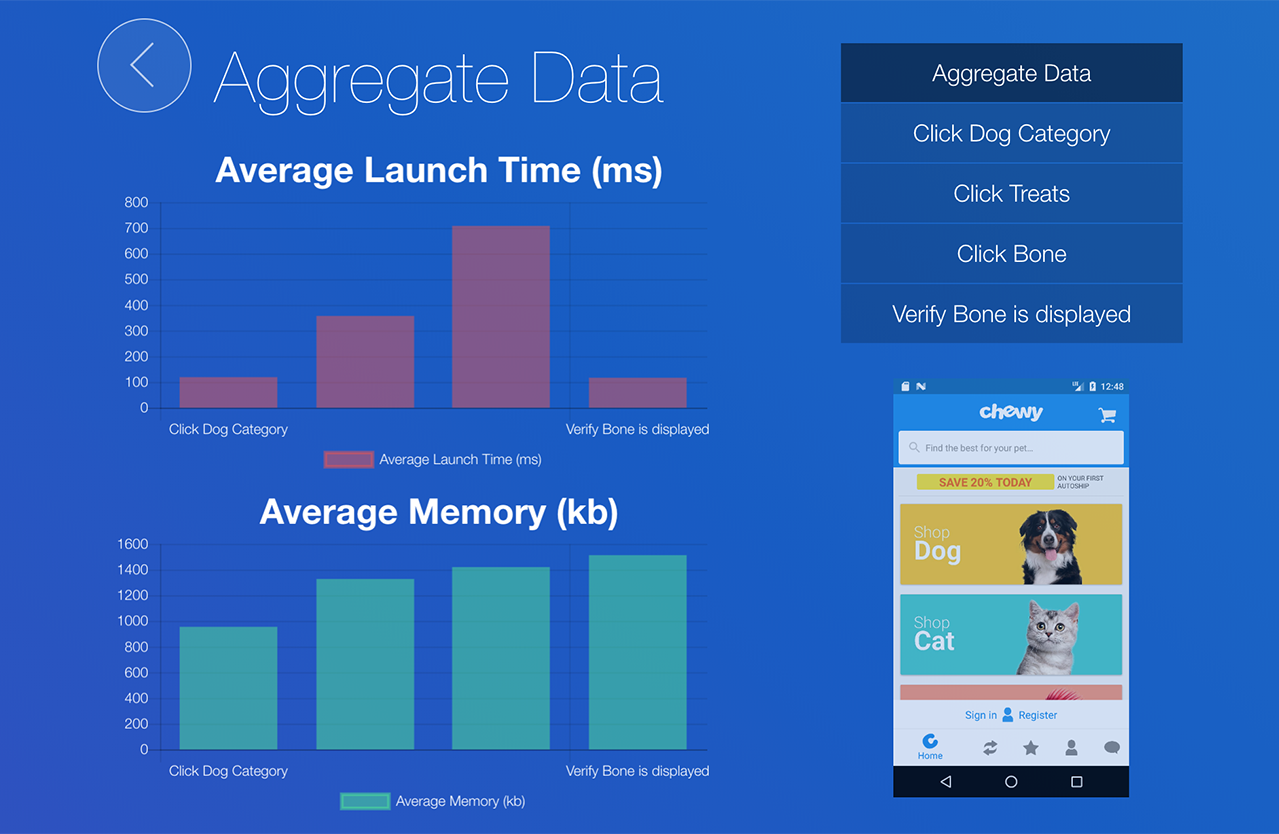 Aggregate Data
Average Launch Time (ms)
800
700
600
500
400
300
200
100
0
Click Dog Category
Verify Bone is displayed
Average Launch Time (ms)
Average Memory (kb)
1600
1400
1200
1000
800
600
400
200
0
Click Dog Category
Verify Bone is displayed
Average Memory (kb)
Aggregate Data
Click Dog Category
Click Treats
Click Bone
Verify Bone is displayed
LTE
12:48
chewy
Find the best for your pet...
SAVE 20% TODAY
ON YOUR FIRST
AUTOSHIP
Shop
Dog
Shop
Cat
Sign in
Register
Home